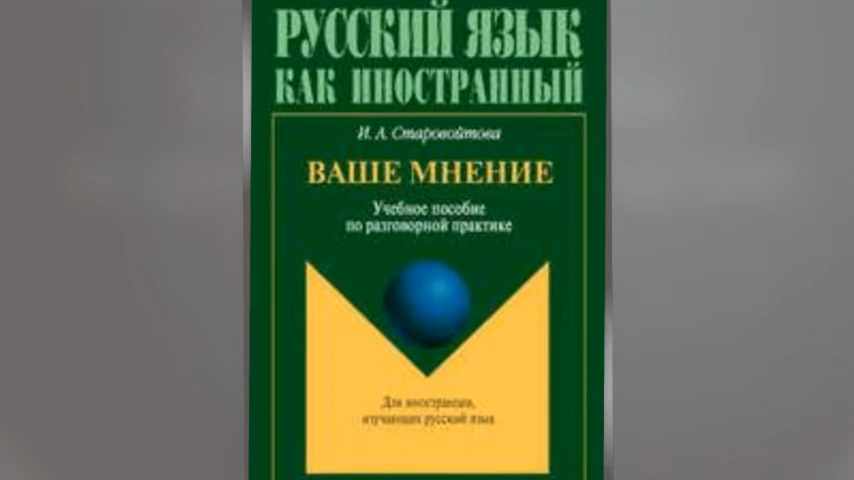 РУССКИЙ ЯЗЫК
КАК ИНОСТРАННЫЙ
И. А. Старовойтова
ВАШЕ МНЕНИЕ
Учебное пособие
по разговорной практике
Для иностранцев,
изучающих русский язык